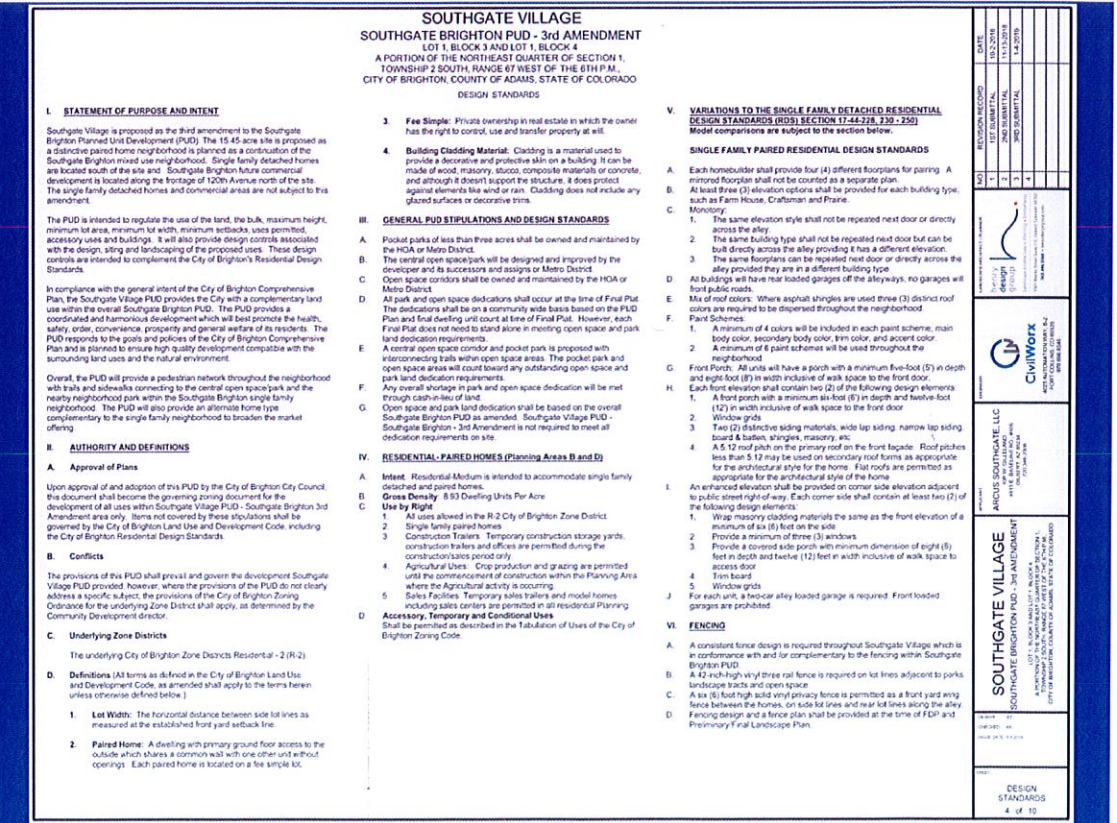 SOUTHGATE VILLAGE
SOUTHGATE BRIGHTON PUD - 3rd AMENDMENT
LOT 1, BLOCK 3 AND LOT 1, BLOCK 4
A PORTION OF THE NORTHEAST QUARTER OF SECTION 1,
TOWNSHIP 2 SOUTH, RANGE 67 WEST OF THE 6TH P.M.,
CITY OF BRIGHTON, COUNTY OF ADAMS, STATE OF COLORADO
DESIGN STANDARDS
I. STATEMENT OF PURPOSE AND INTENT
Southgate Village is proposed as the third amendment to the Southgate
Brighton Planned Unit Development (PUD). The 15.45 acre site is proposed as
a distinctive paired home neighborhood is planned as a continuation of the
Southgate Brighton mixed use neighborhood. Single family detached homes
are located south of the site and Southgate Brighton future commercial
development is located along the frontage of 120th Avenue north of the site.
The single family detached homes and commercial areas are not subject to this
amendment.
The PUD is intended to regulate the use of the land, the bulk, maximum height,
minimum lot area, minimum lot width, minimum setbacks, uses permitted,
accessory uses and buildings. It will also provide design controls associated
with the design, siting and landscaping of the proposed uses. These design
controls are intended to complement the City of Brighton's Residential Design
Standards.
In compliance with the general intent of the City of Brighton Comprehensive
Plan, the Southgate Village PUD provides the City with a complementary land
use within the overall Southgate Brighton PUD. The PUD provides a
coordinated and harmonious development which will best promote the health,
safety, order, convenience, prosperity and general welfare of its residents. The
PUD responds to the goals and policies of the City of Brighton Comprehensive
Plan and is planned to ensure high quality development compatible with the
surrounding land uses and the natural environment.
Overall, the PUD will provide a pedestrian network throughout the neighborhood
with trails and sidewalks connecting to the central open space/park and the
nearby neighborhood park within the Southgate Brighton single family
neighborhood. The PUD will also provide an alternate home type
complementary to the single family neighborhood to broaden the market
offering.
II. AUTHORITY AND DEFINITIONS
A. Approval of Plans
Upon approval of and adoption of this PUD by the City of Brighton City Council,
this document shall become the governing zoning document for the
development of all uses within Southgate Village PUD - Southgate Brighton 3rd
Amendment area only. Items not covered by these stipulations shall be
governed by the City of Brighton Land Use and Development Code, including
the City of Brighton Residential Design Standards.
B. Conflicts
The provisions of this PUD shall prevail and govern the development Southgate
Village PUD provided, however, where the provisions of the PUD do not clearly
address a specific subject, the provisions of the City of Brighton Zoning
Ordinance for the underlying Zone District shall apply, as determined by the
Community Development director.
C. Underlying Zone Districts
The underlying City of Brighton Zone Districts Residential - 2 (R-2)
D. Definitions (All terms as defined in the City of Brighton Land Use
and Development Code, as amended shall apply to the terms herein
unless otherwise defined below.)
1. Lot Width: The horizontal distance between side lot lines as
measured at the established front yard setback line.
2. Paired Home: A dwelling with primary ground floor access to the
outside which shares a common wall with one other unit without
openings. Each paired home is located on a fee simple lot.
3. Fee Simple: Private ownership in real estate in which the owner
has the right to control, use and transfer property at will.
4. Building Cladding Material: Cladding is a material used to
provide a decorative and protective skin on a building. It can be
made of wood, masonry, stucco, composite materials or concrete,
and although it doesn't support the structure, it does protect
against elements like wind or rain. Cladding does not include any
glazed surfaces or decorative trims.
III. GENERAL PUD STIPULATIONS AND DESIGN STANDARDS
A. Pocket parks of less than three acres shall be owned and maintained by
the HOA or Metro District.
B. The central open space/park will be designed and improved by the
developer and its successors and assigns or Metro District.
C. Open space corridors shall be owned and maintained by the HOA or
Metro District.
D. All park and open space dedications shall occur at the time of Final Plat.
The dedications shall be on a community wide basis based on the PUD
Plan and final dwelling unit count at time of Final Plat. However, each
Final Plat does not need to stand alone in meeting open space and park
land dedication requirements.
E. A central open corridor and pocket park is proposed with
interconnecting trails within open space areas. The pocket park and
open space areas will count toward any outstanding open space and
park land dedication requirements.
F. Any overall shortage in park and open space dedication will be met
through cash-in-lieu of land.
G. Open space and park land dedication shall be based on the overall
Southgate Brighton PUD as amended. Southgate Village PUD -
Southgate Brighton - 3rd Amendment is not required to meet all
dedication requirements on site.
IV. RESIDENTIAL- PAIRED HOMES (Planning Areas B and D)
A. Intent. Residential-Medium is intended to accommodate single family
detached and paired homes.
B. Gross Density: 8.93 Dwelling Units Per Acre
C. Use by Right
1. All uses allowed in the R-2 City of Brighton Zone District
2. Single family paired homes
3. Construction Trailers: Temporary construction storage yards,
construction trailers and offices are permitted during the
construction/sales period only
4. Agricultural Uses: Crop production and grazing are permitted
until the commencement of construction within the Planning Area
where the Agricultural activity is occurring.
5. Sales Facilities: Temporary sales trailers and model homes
including sales centers are permitted in all residential Planning
D. Accessory, Temporary and Conditional Uses
Shall be permitted as described in the Tabulation of Uses of the City of
Brighton Zoning Code.
V. VARIATIONS TO THE SINGLE FAMILY DETACHED RESIDENTIAL
DESIGN STANDARDS (RDS) SECTION 17-44-228, 230 - 250)
Model comparisons are subject to the section below.
SINGLE FAMILY PAIRED RESIDENTIAL DESIGN STANDARDS
A. Each homebuilder shall provide four (4) different floorplans for pairing. A
mirrored floorplan shall not be counted as a separate plan.
B. At least three (3) elevation options shall be provided for each building type,
such as Farm House, Craftsman and Prairie.
C. Monotony:
1. The same elevation style shall not be repeated next door or directly
across the alley.
2. The same building type shall not be repeated next door but can be
built directly across the alley providing it has a different elevation.
3. The same floorplans can be repeated next door or directly across the
alley provided they are in a different building type
D. All buildings will have rear loaded garages off the alleyways, no garages will
front public roads.
E. Mix of roof colors: Where asphalt shingles are used three (3) distinct roof
colors are required to be dispersed throughout the neighborhood.
F. Paint Schemes:
1. A minimum of 4 colors will be included in each paint scheme; main
body color, secondary body color, trim color, and accent color.
2. A minimum of 6 paint schemes will be used throughout the
neighborhood
G. Front Porch: All units will have a porch with a minimum five-foot (5') in depth
and eight-foot (8') in width inclusive of walk space to the front door.
H. Each front elevation shall contain two (2) of the following design elements:
1. A front porch with a minimum six-foot (6') in depth and twelve-foot
(12') in width inclusive of walk space to the front door
2. Window grids
3. Two (2) distinctive siding materials, wide lap siding, narrow lap siding,
board & batten, shingles, masonry, etc
4. A 5:12 roof pitch on the primary roof on the front façade. Roof pitches
less than 5:12 may be used on secondary roof forms as appropriate
for the architectural style for the home. Flat roofs are permitted as
appropriate for the architectural style of the home
I. An enhanced elevation shall be provided on corner side elevation adjacent
to public street right-of-way. Each corner side shall contain at least two (2) of
the following design elements:
1. Wrap masonry cladding materials the same as the front elevation of a
minimum of six (6) feet on the side
2. Provide a minimum of three (3) windows
3. Provide a covered side porch with minimum dimension of eight (8)
feet in depth and twelve (12) feet in width inclusive of walk space to
access door
4. Trim board
5. Window grids
J. For each unit, a two-car alley loaded garage is required. Front loaded
garages are prohibited.
VI. FENCING
A. A consistent fence design is required throughout Southgate Village which is
in conformance with and /or complementary to the fencing within Southgate
Brighton PUD.
B. A 42-inch-high vinyl three rail fence is required on lot lines adjacent to parks
landscape tracts and open space
C. A six (6) foot high solid vinyl privacy fence is permitted as a front yard wing
fence between the homes, on side lot lines and rear lot lines along the alley.
D. Fencing design and a fence plan shall be provided at the time of FDP and
Preliminary Final Landscape Plan.
NO REVISION RECORD DATE
1 1ST SUBMITTAL 10-2-2018
2 2ND SUBMITTAL 11-13-2018
3 3RD SUBMITTAL 1-4-2019
4
henry
design
group
CivilWorx
4025 AUTOMATION WAY, B-2
FORT COLLINS, CO 80525
ARCUS SOUTHGATE, LLC
SOUTHGATE VILLAGE
SOUTHGATE BRIGHTON PUD - 3rd AMENDMENT
LOT 1, BLOCK 3 AND LOT 1, BLOCK 4
A PORTION OF THE NORTHEAST QUARTER OF SECTION 1,
TOWNSHIP 2 SOUTH, RANGE 67 WEST OF THE 6TH P.M.,
CITY OF BRIGHTON, COUNTY OF ADAMS, STATE OF COLORADO
DESIGN
STANDARDS
4 of 10